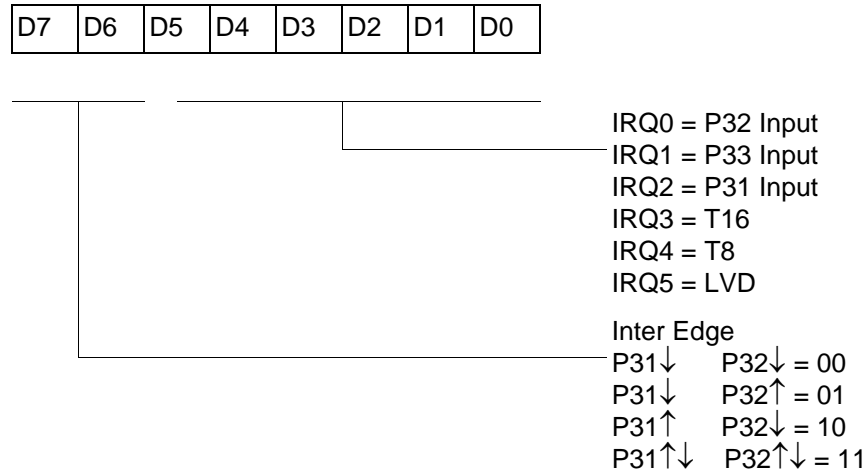 D7 D6 D5 D4 D3 D2 D1 D0
IRQ0 = P32 Input
IRQ1 = P33 Input
IRQ2 = P31 Input
IRQ3 = T16
IRQ4 = T8
IRQ5 = LVD
Inter Edge
P31↓ P32↓ = 00
P31↓ P32↑ = 01
P31↑ P32↓ = 10
P31↑↓ P32↑↓ = 11